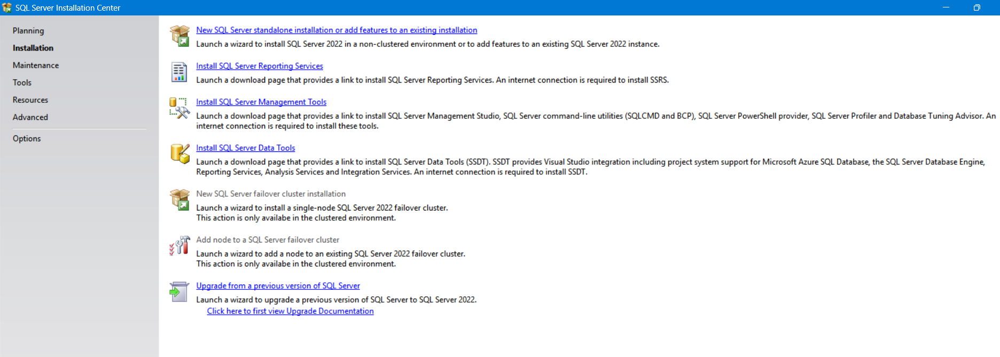 SQL Server Installation Center
Planning
Installation
Maintenance
Tools
Resources
Advanced
Options
New SQL Server standalone installation or add features to an existing installation
Launch a wizard to install SQL Server 2022 in a non-clustered environment or to add features to an existing SQL Server 2022 instance.
Install SQL Server Reporting Services
Launch a download page that provides a link to install SQL Server Reporting Services. An internet connection is required to install SSRS.
Install SQL Server Management Tools
Launch a download page that provides a link to install SQL Server Management Studio, SQL Server command-line utilities (SQLCMD and BCP), SQL Server PowerShell provider, SQL Server Profiler and Database Tuning Advisor. An
internet connection is required to install these tools.
Install SQL Server Data Tools
Launch a download page that provides a link to install SQL Server Data Tools (SSDT). SSDT provides Visual Studio integration including project system support for Microsoft Azure SQL Database, the SQL Server Database Engine,
Reporting Services, Analysis Services and Integration Services. An internet connection is required to install SSDT.
New SQL Server failover cluster installation
Launch a wizard to install a single-node SQL Server 2022 failover cluster.
This action is only availabe in the clustered environment.
Add node to a SQL Server failover cluster
Launch a wizard to add a node to an existing SQL Server 2022 failover cluster.
This action is only availabe in the clustered environment.
Upgrade from a previous version of SQL Server
Launch a wizard to upgrade a previous version of SQL Server to SQL Server 2022.
Click here to first view Upgrade Documentation